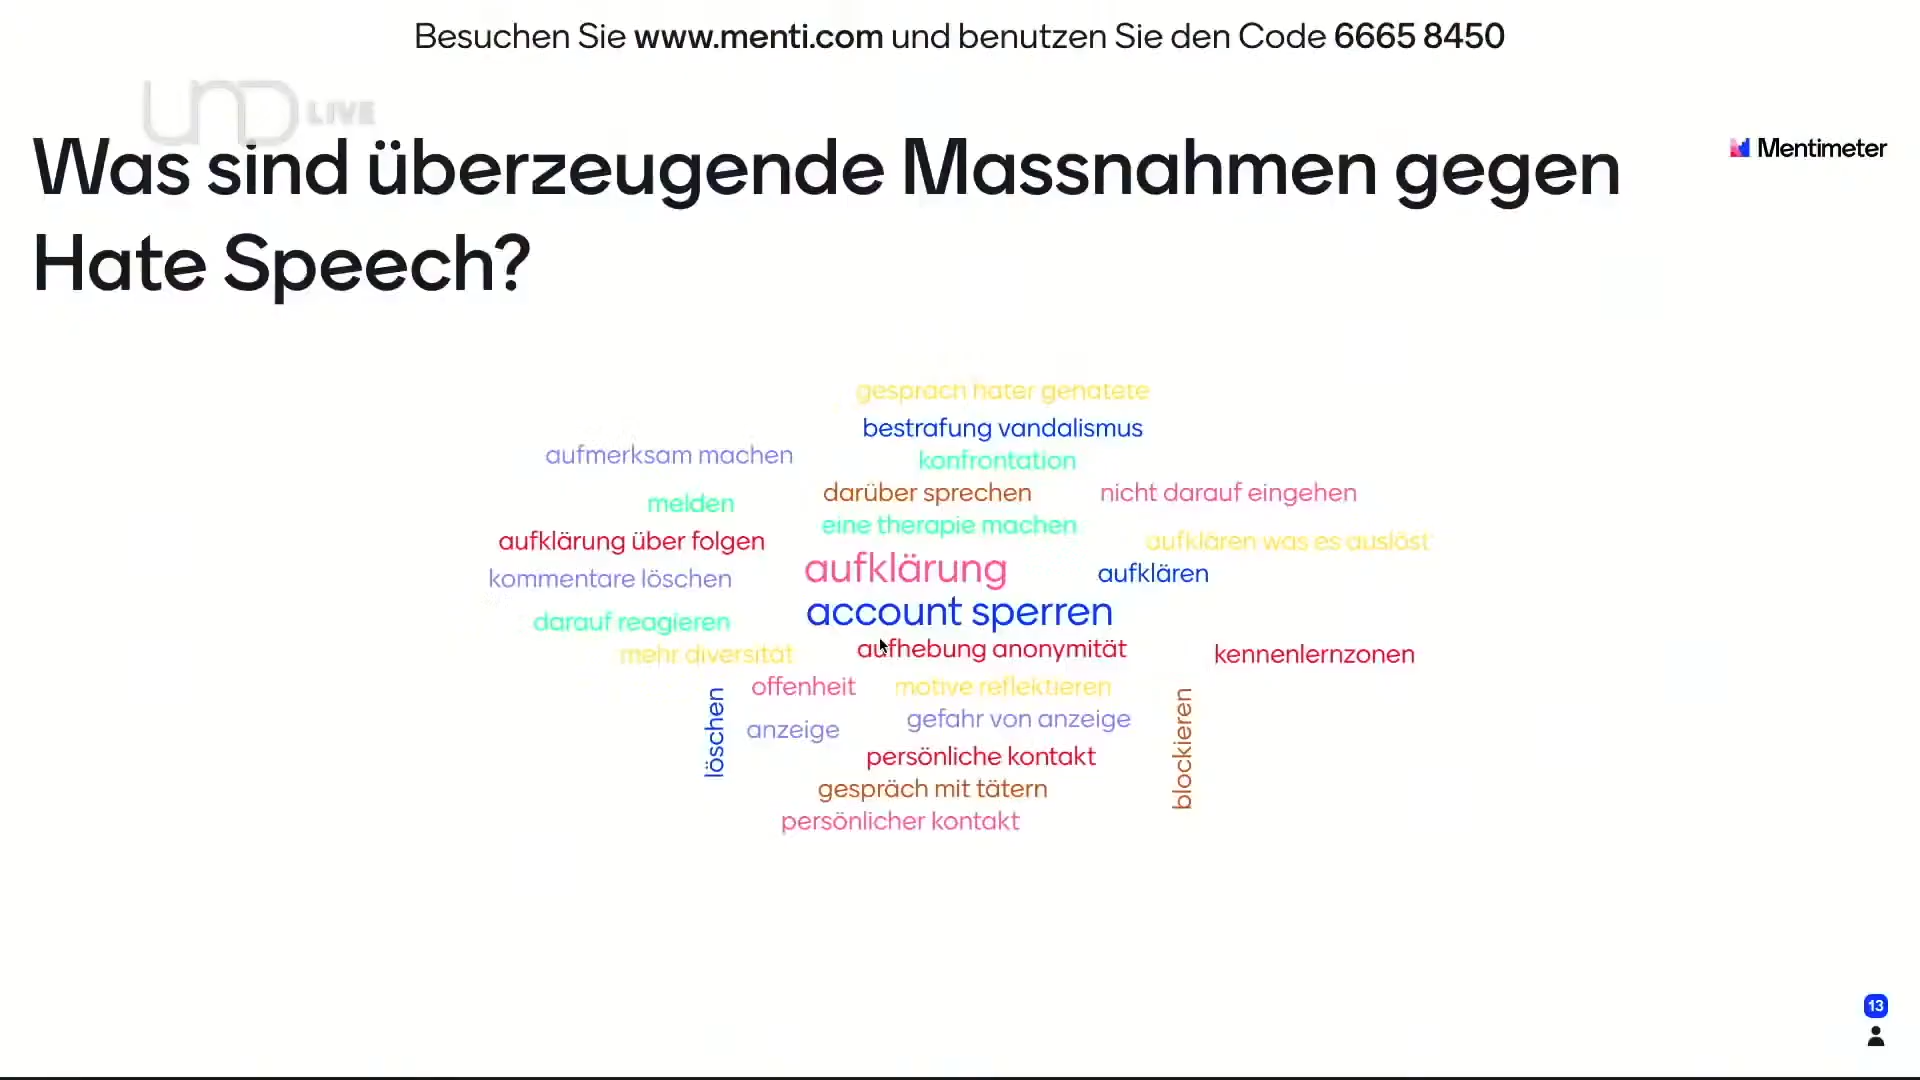 Besuchen Sie www.menti.com und benutzen Sie den Code 6665 8450
UND LIVE
Was sind überzeugende Massnahmen gegen
Mentimeter
Hate Speech?
gespräch hater gehatete
bestrafung vandalismus
aufmerksam machen
konfrontation
darüber sprechen
nicht darauf eingehen
melden
eine therapie machen
aufklärung über folgen
aufklären was es auslöst
aufklärung
aufklären
kommentare löschen
account sperren
darauf reagieren
aufhebung anonymität
mehr diversität
kennenlernzonen
offenheit
motive reflektieren
löschen
anzeige
gefahr von anzeige
blockieren
persönliche kontakt
gespräch mit tätern
persönlicher kontakt
13